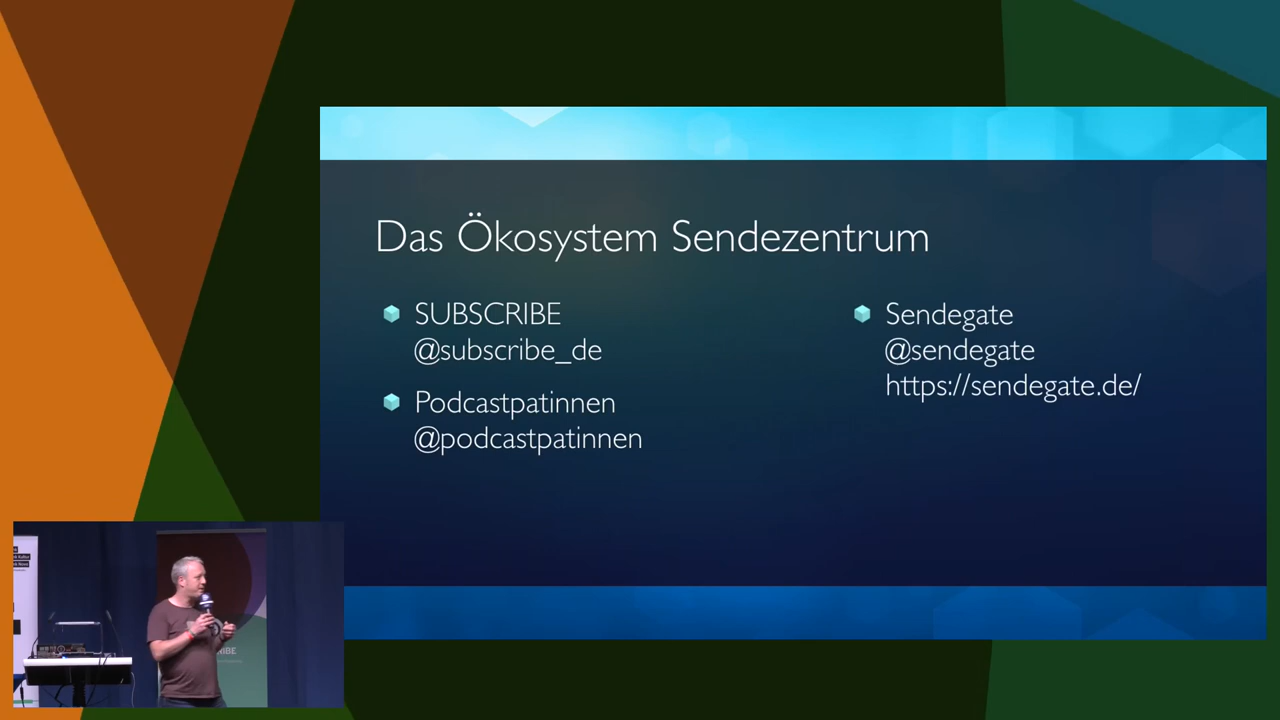 Das Ökosystem Sendezentrum
SUBSCRIBE
@subscribe_de
Podcastpatinnen
@podcastpatinnen
Sendegate
@sendegate
https://sendegate.de/